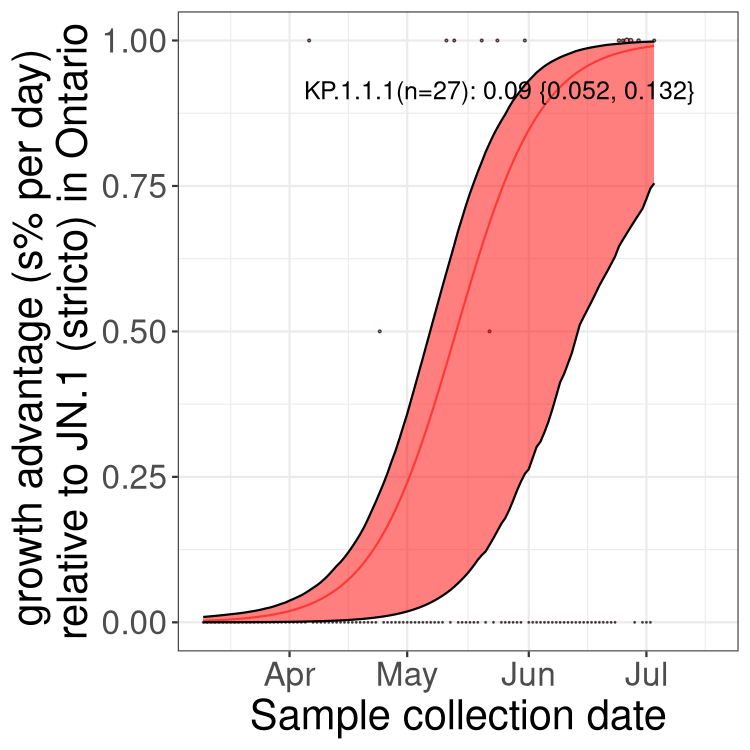 growth advantage (s% per day)
relative to JN.1 (stricto) in Ontario
1.00
0.75
0.50
0.25
0.00
KP.1.1.1(n=27): 0.09 {0.052, 0.132}
Apr
May
Jun
Jul
Sample collection date